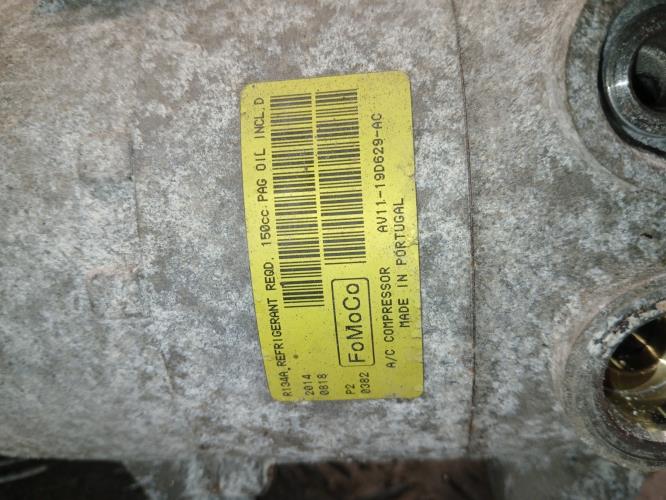 R134A REFRIGERANT REQD. 150cc PAG OIL INCL.D
2014
0818
P2
0382
FoMoCo
A/C COMPRESSOR AV11-19D629-AC
MADE IN PORTUGAL